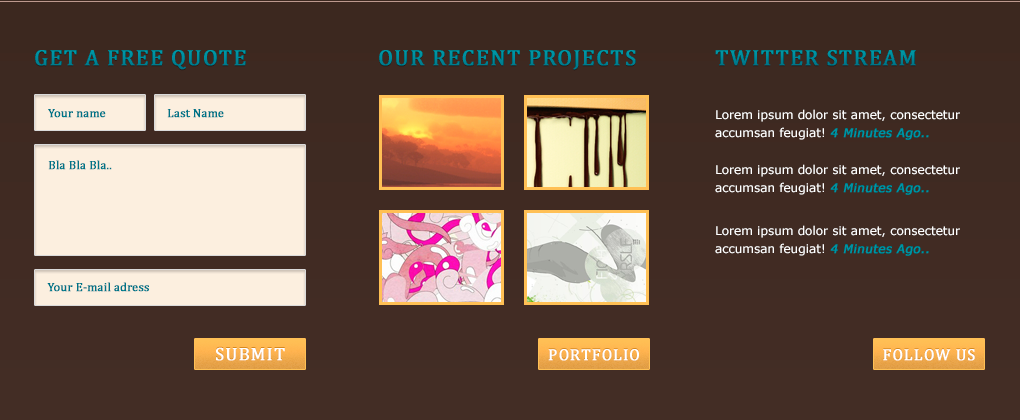 GET A FREE QUOTE
Your name
Last Name
Bla Bla Bla..
Your E-mail adress
SUBMIT
OUR RECENT PROJECTS
PORTFOLIO
TWITTER STREAM
Lorem ipsum dolor sit amet, consectetur
accumsan feugiat! 4 Minutes Ago..
Lorem ipsum dolor sit amet, consectetur
accumsan feugiat! 4 Minutes Ago..
Lorem ipsum dolor sit amet, consectetur
accumsan feugiat! 4 Minutes Ago..
FOLLOW US